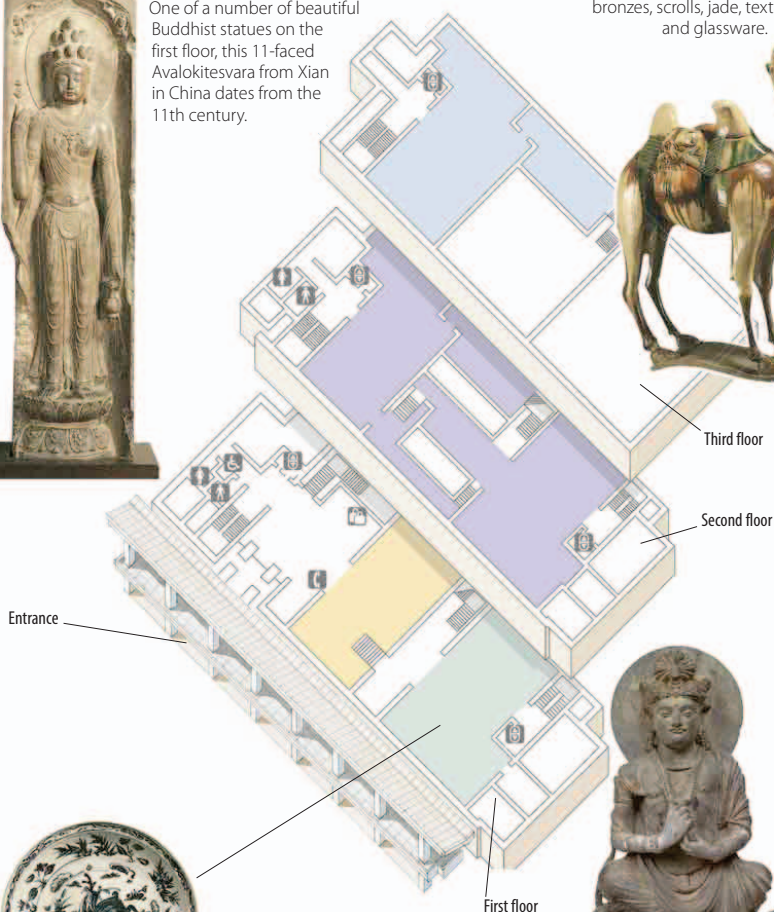 One of a number of beautiful
Buddhist statues on the
first floor, this 11-faced
Avalokitesvara from Xian
in China dates from the
11th century.
bronzes, scrolls, jade,
and glassware.
Third floor
Second floor
Entrance
First floor